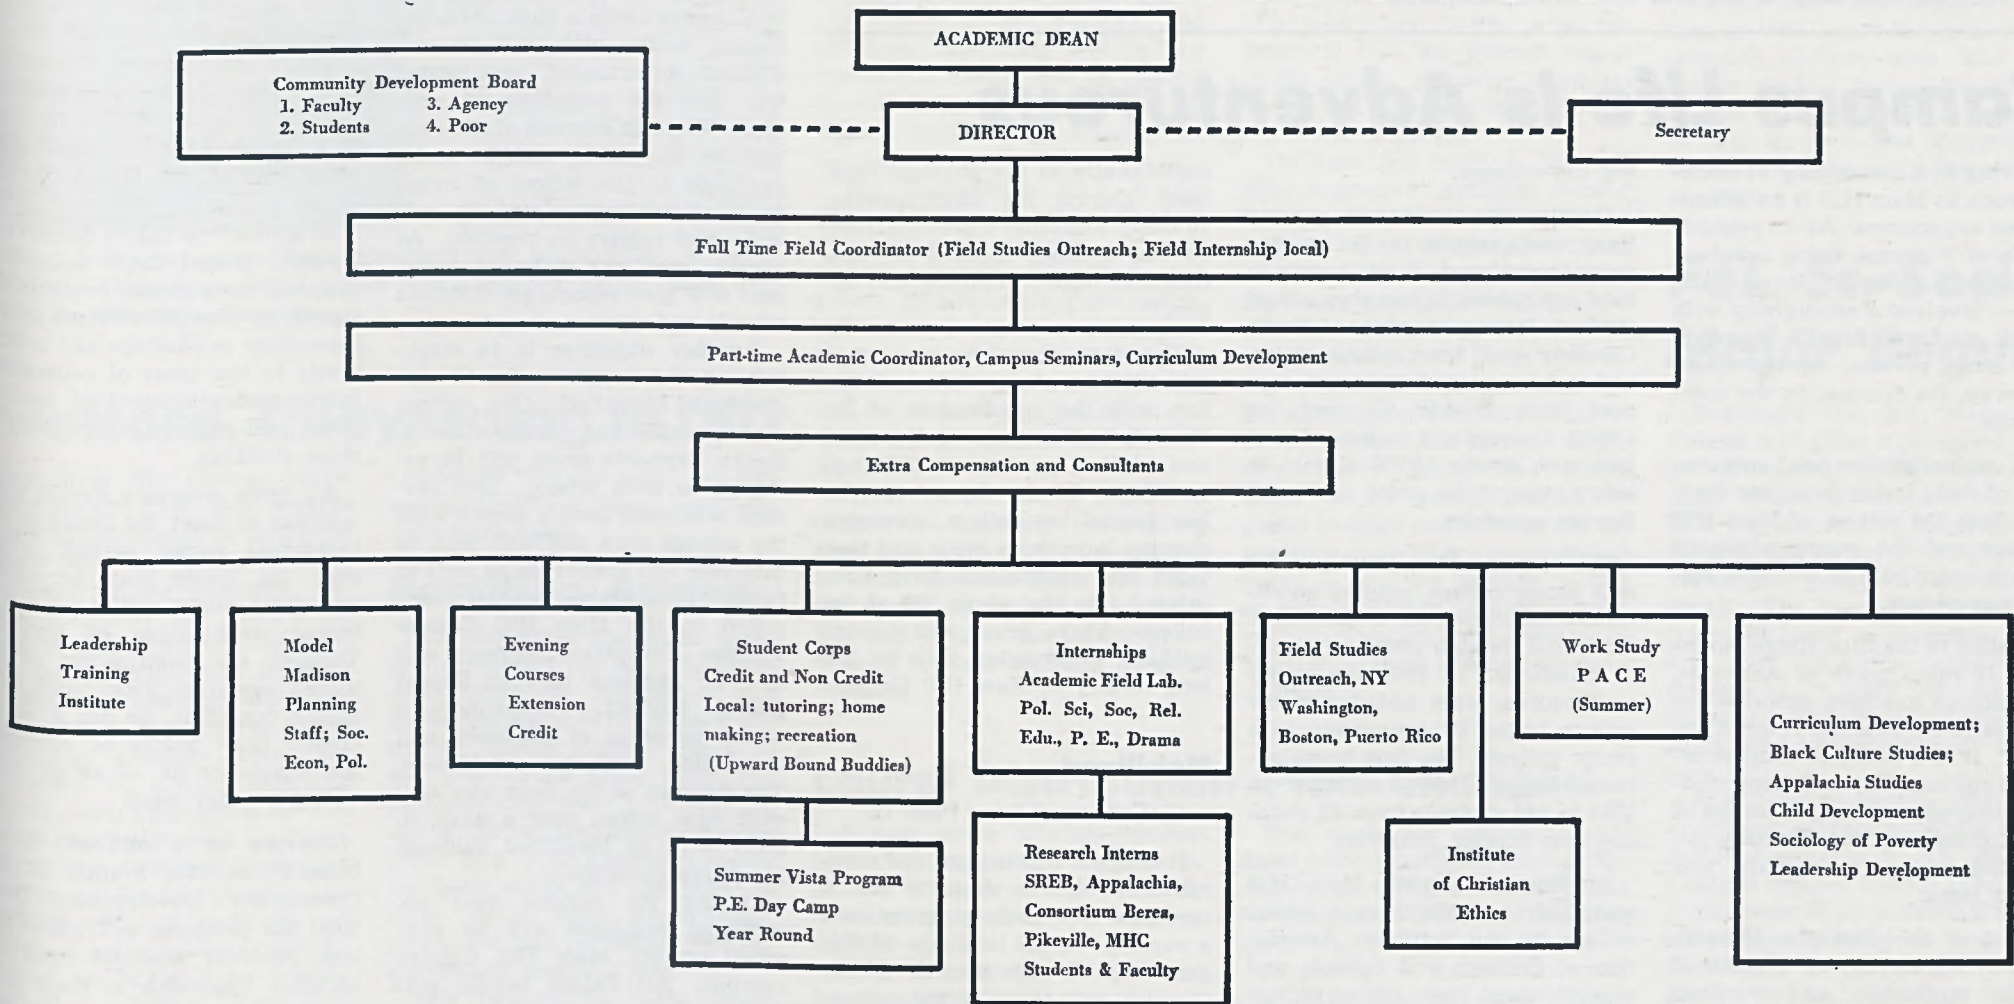 ACADEMIC DEAN
Community Development Board
1. Faculty 3. Agency
2. Students 4. Poor
DIRECTOR
Secretary
Full Time Field Coordinator (Field Studies Outreach; Field Internship local)
Part-time Academic Coordinator, Campus Seminars, Curriculum Development
Extra Compensation and Consultants
Leadership
Training
Institute
Model
Madison
Planning
Staff; Soc.
Econ, Pol.
Evening
Courses
Extension
Credit
Student Corps
Credit and Non Credit
Local: tutoring; home
making; recreation
(Upward Bound Buddies)
Summer Vista Program
P.E. Day Camp
Year Round
Internships
Academic Field Lab.
Pol. Sci, Soc, Rel.
Edu., P. E., Drama
Research Interns
SREB, Appalachia,
Consortium Berea,
Pikeville, MHC
Students & Faculty
Field Studies
Outreach, NY
Washington,
Boston, Puerto Rico
Institute
of Christian
Ethics
Work Study
P A C E
(Summer)
Curriculum Development;
Black Culture Studies;
Appalachia Studies
Child Development
Sociology of Poverty
Leadership Development